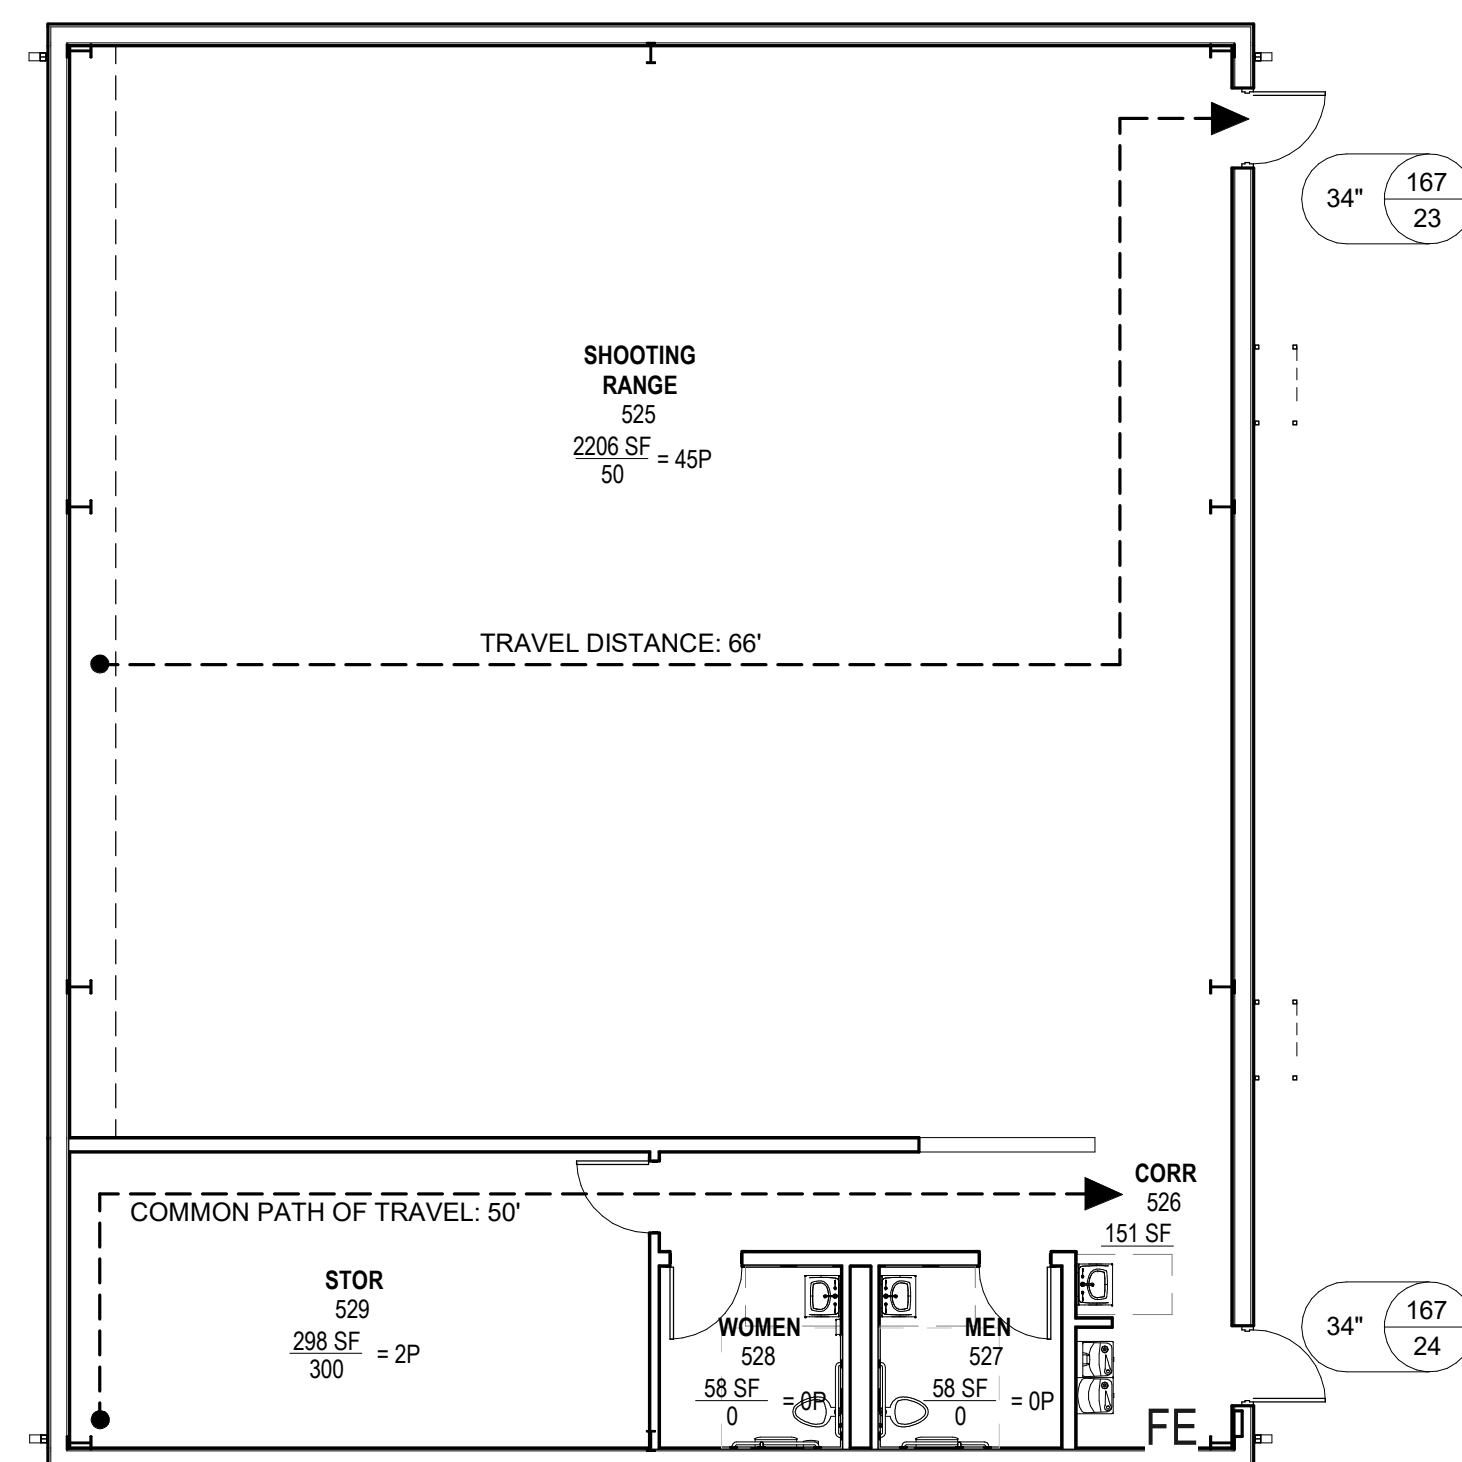 34" 167
23
SHOOTING
RANGE
525
2206 SF
50
= 45P
TRAVEL DISTANCE: 66'
CORR
526
151 SF
COMMON PATH OF TRAVEL: 50'
STOR
529
298 SF
300
= 2P
WOMEN
528
58 SF
0
= 0P
MEN
527
58 SF
0
= 0P
34" 167
24
FE